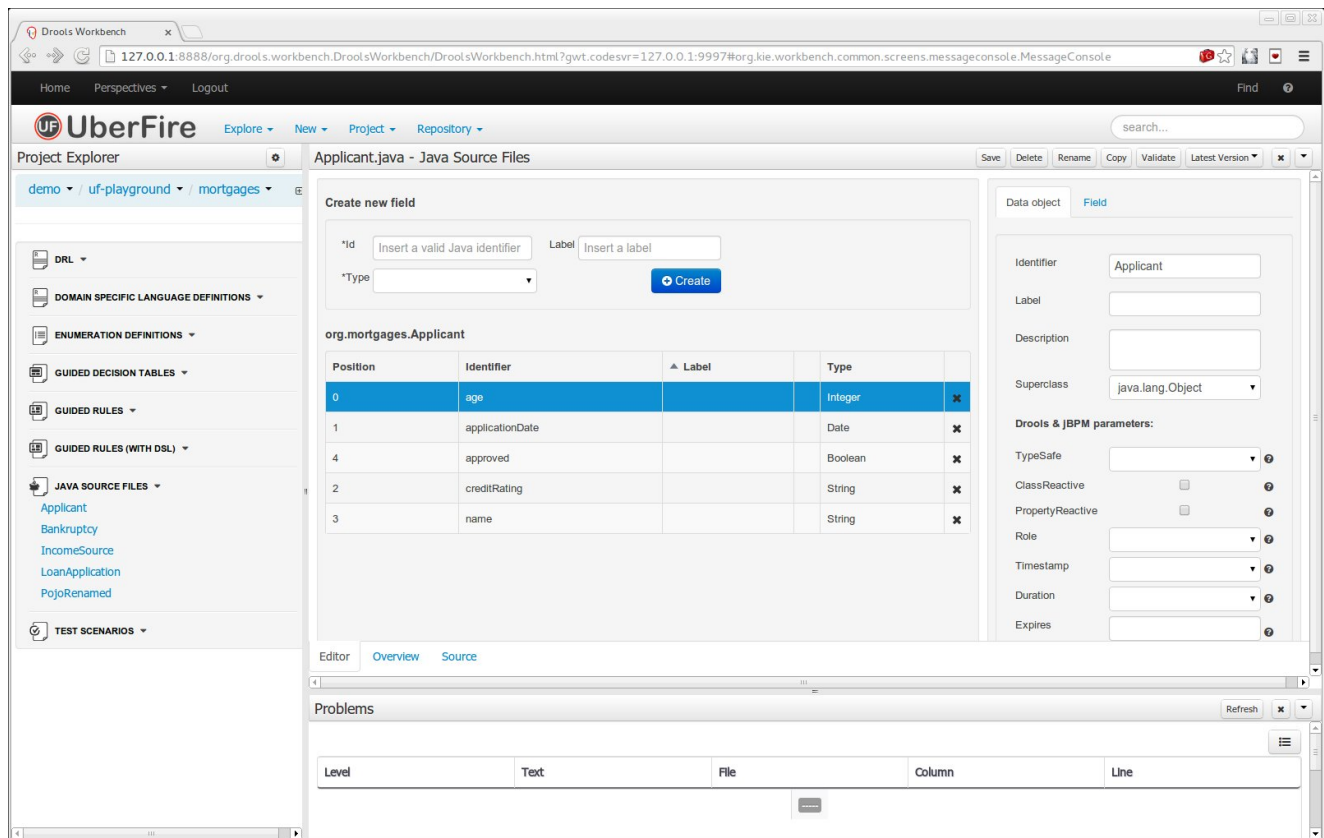 Drools Workbench
127.0.0.1:8888/org.drools.workbench.DroolsWorkbench/DroolsWorkbench.html?gwt.codesvr=127.0.0.1:9997#org.kie.workbench.common.screens.messageconsole.MessageConsole
Home Perspectives Logout Find
UF UberFire Explore New Project Repository search...
Project Explorer
demo / uf-playground / mortgages
DRL
DOMAIN SPECIFIC LANGUAGE DEFINITIONS
ENUMERATION DEFINITIONS
GUIDED DECISION TABLES
GUIDED RULES
GUIDED RULES (WITH DSL)
JAVA SOURCE FILES
Applicant
Bankruptcy
IncomeSource
LoanApplication
PojoRenamed
TEST SCENARIOS
Applicant.java - Java Source Files Save Delete Rename Copy Validate Latest Version
Create new field
*Id Insert a valid Java identifier Label Insert a label
*Type Create
org.mortgages.Applicant
Position Identifier Label Type
0 age Integer
1 applicationDate Date
4 approved Boolean
2 creditRating String
3 name String
Data object Field
Identifier Applicant
Label
Description
Superclass java.lang.Object
Drools & jBPM parameters:
TypeSafe
ClassReactive
PropertyReactive
Role
Timestamp
Duration
Expires
Editor Overview Source
Problems Refresh
Level Text File Column Line
-----